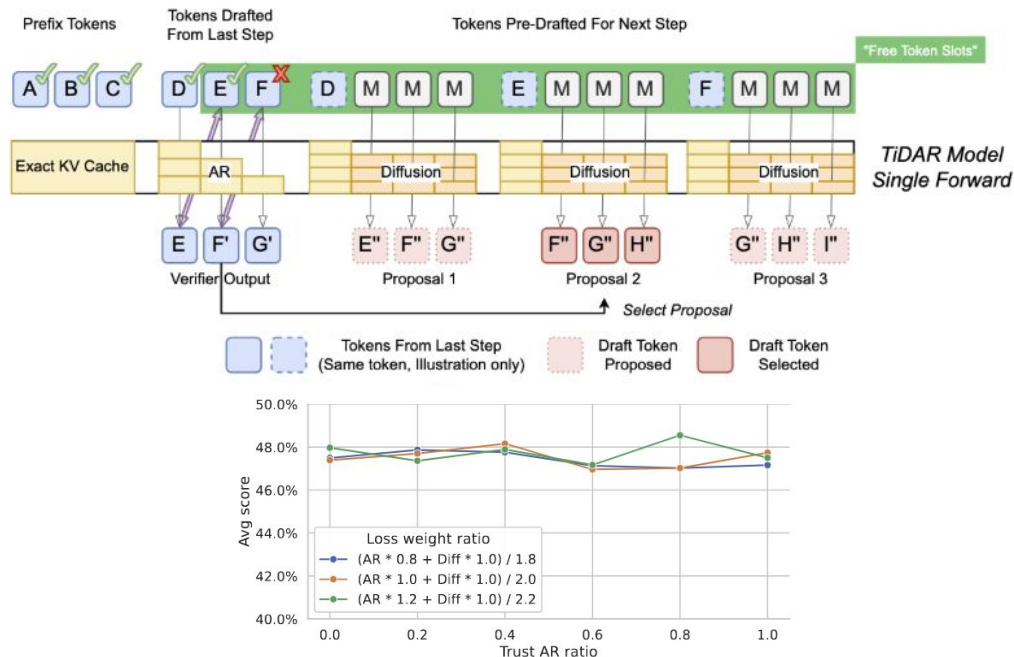 Prefix Tokens
Tokens Drafted
From Last Step
Tokens Pre-Drafted For Next Step
"Free Token Slots"
A B C D E F D M M M E M M M F M M M
Exact KV Cache
AR
Diffusion
Diffusion
Diffusion
TiDAR Model
Single Forward
E F' G' E" F" G" F" G" H" G" H" I"
Verifier Output
Proposal 1
Proposal 2
Proposal 3
Select Proposal
Tokens From Last Step
(Same token, Illustration only)
Draft Token
Proposed
Draft Token
Selected
50.0%
48.0%
46.0%
44.0%
42.0%
40.0%
Avg score
Loss weight ratio
(AR * 0.8 + Diff * 1.0) / 1.8
(AR * 1.0 + Diff * 1.0) / 2.0
(AR * 1.2 + Diff * 1.0) / 2.2
0.0 0.2 0.4 0.6 0.8 1.0
Trust AR ratio